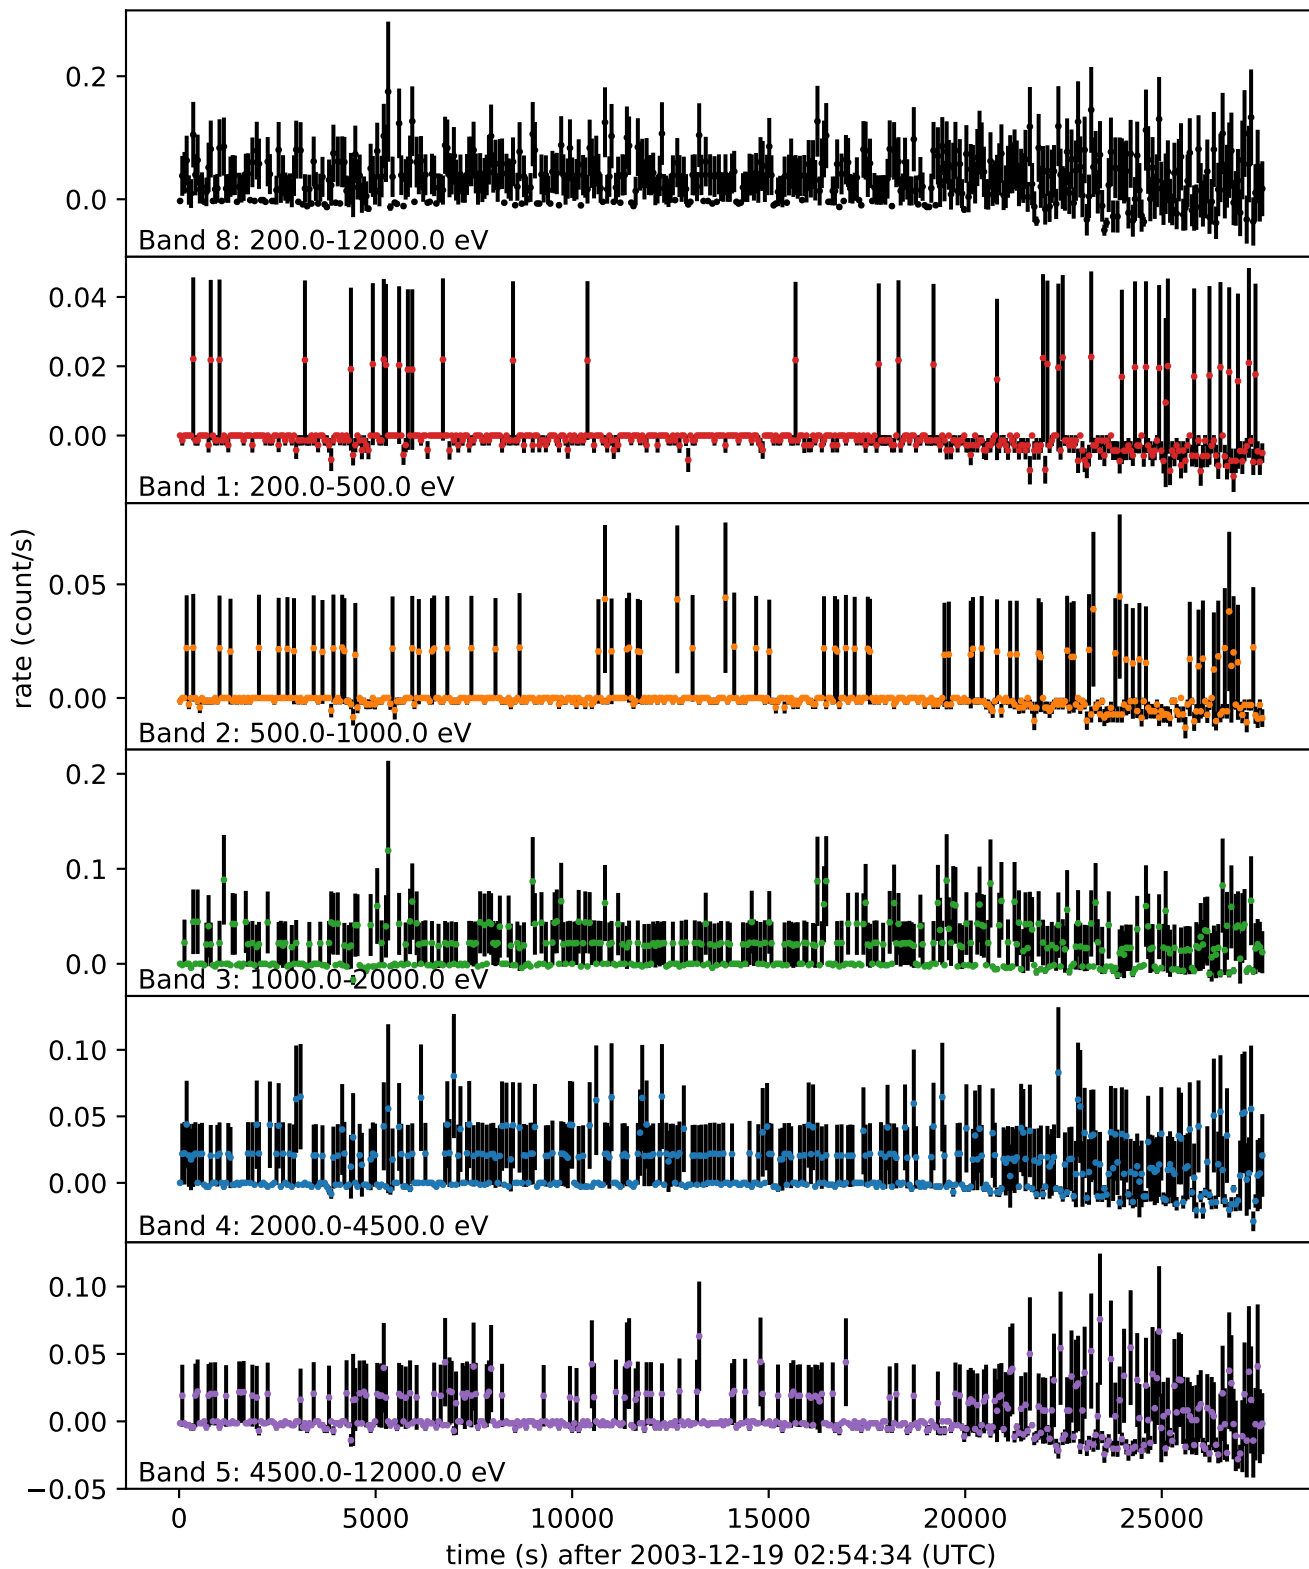 0.2
0.0
Band 8: 200.0-12000.0 eV
0.04
0.02
0.00
Band 1: 200.0-500.0 eV
0.05
0.00
Band 2: 500.0-1000.0 eV
rate (count/s)
0.2
0.1
0.0
Band 3: 1000.0-2000.0 eV
0.10
0.05
0.00
Band 4: 2000.0-4500.0 eV
0.10
0.05
0.00
−0.05
Band 5: 4500.0-12000.0 eV
0 5000 10000 15000 20000 25000
time (s) after 2003-12-19 02:54:34 (UTC)